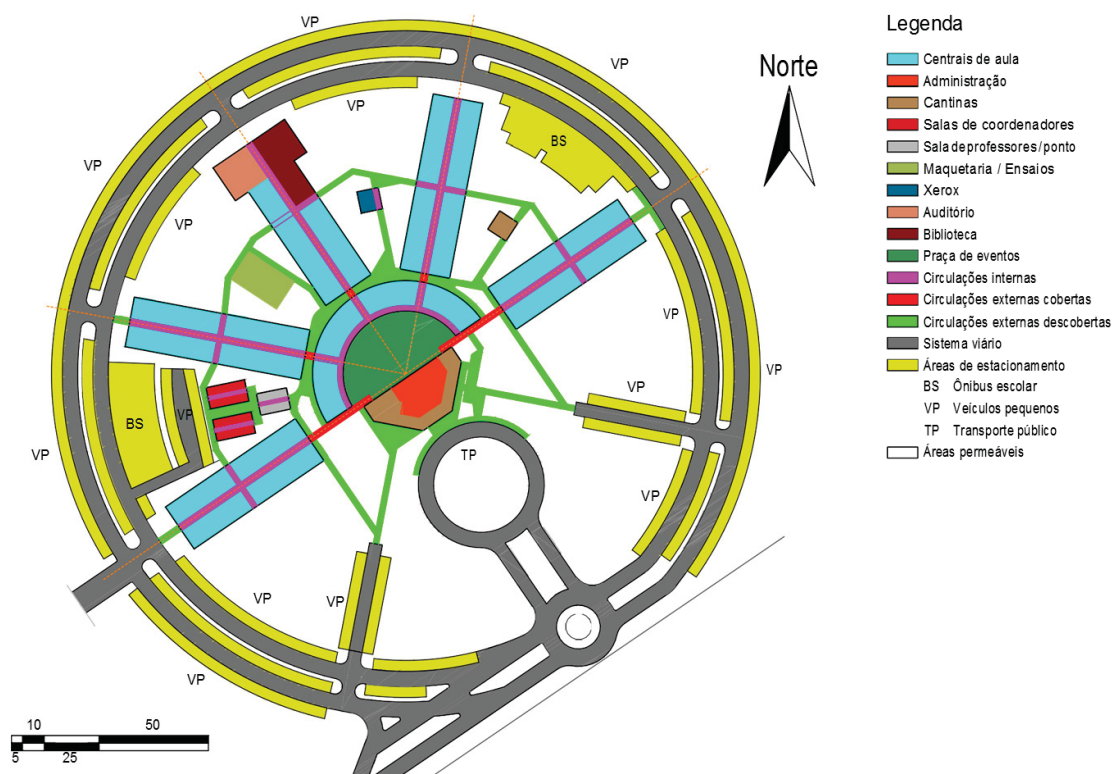 Legenda
Centrais de aula
Administração
Cantinas
Salas de coordenadores
Sala de professores/ponto
Maquetaria / Ensaios
Xerox
Auditório
Biblioteca
Praça de eventos
Circulações internas
Circulações externas cobertas
Circulações externas descobertas
Sistema viário
Áreas de estacionamento
BS Ônibus escolar
VP Veículos pequenos
TP Transporte público
Áreas permeáveis
Norte
VP
VP
VP
VP
BS
VP
VP
VP
VP
VP
VP
VP
BS
VP
TP
VP
VP
VP
VP
VP
10 50
5 25